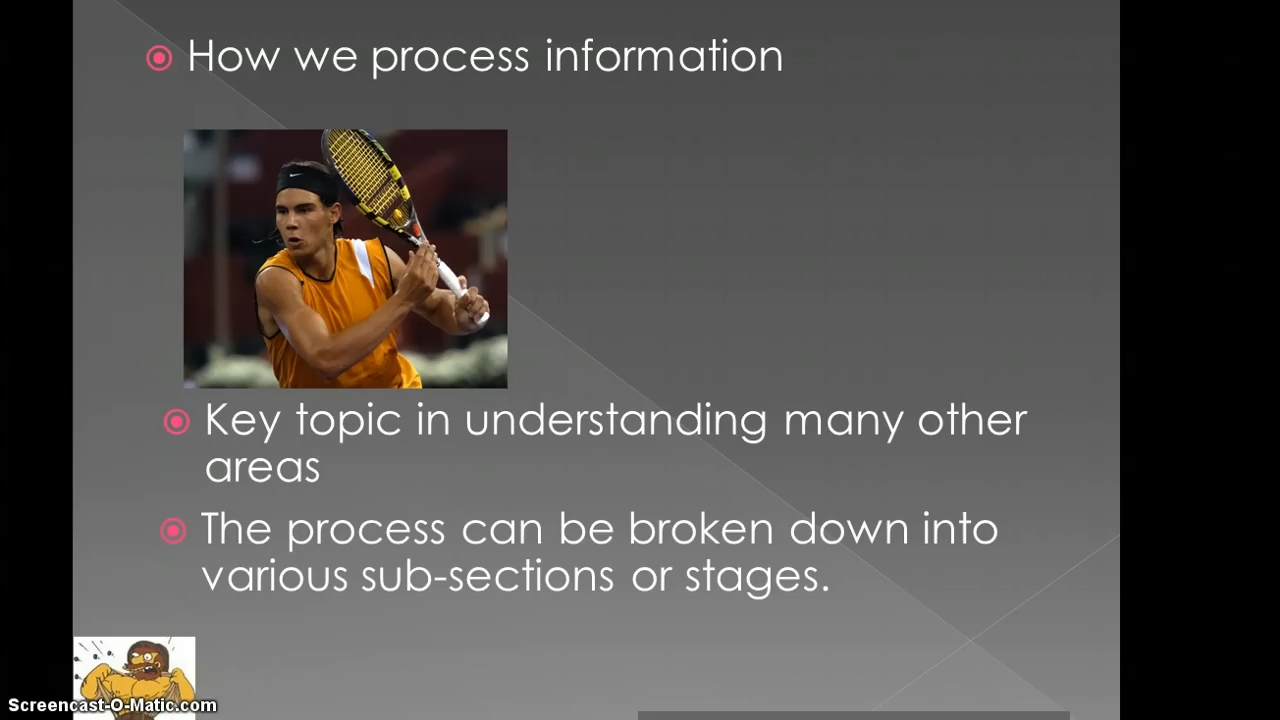 How we process information
Key topic in understanding many other
areas
The process can be broken down into
various sub-sections or stages.
Screencast-O-Matic.com